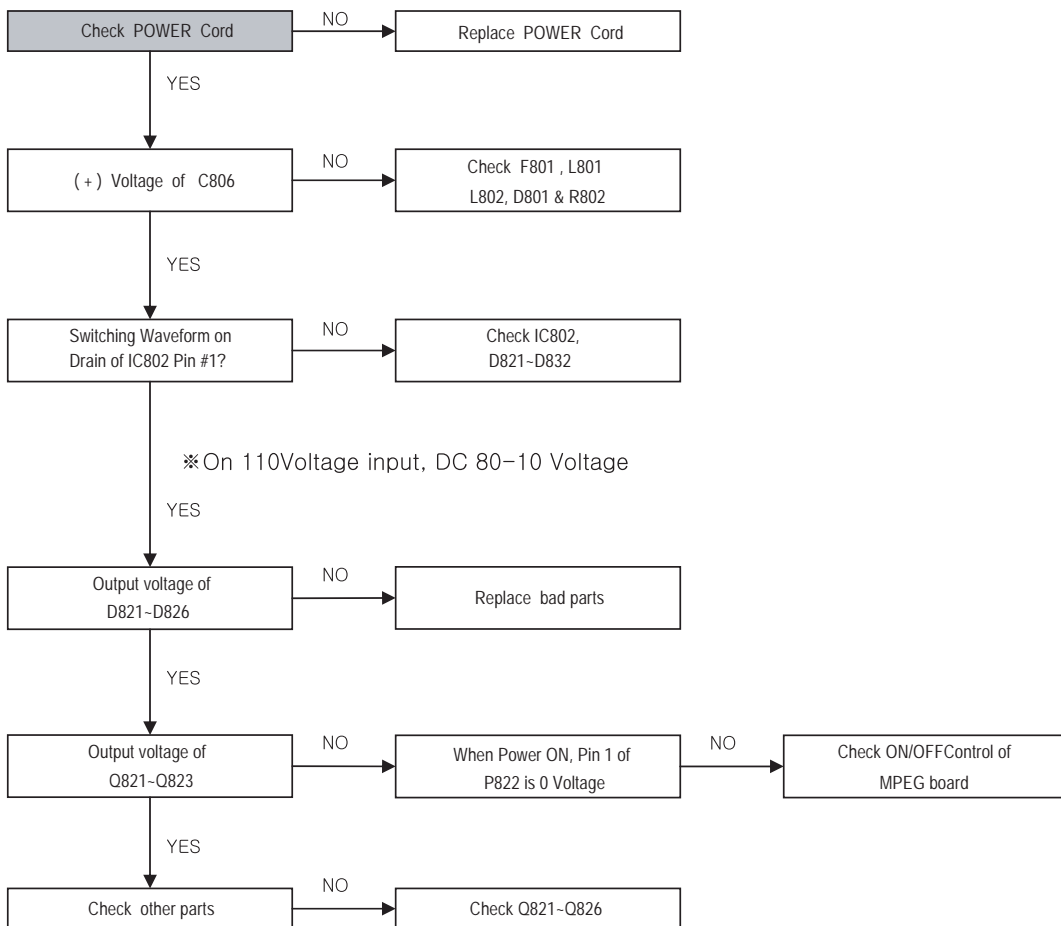 Check POWER Cord
NO
Replace POWER Cord
YES
(+) Voltage of C806
NO
Check F801 , L801
L802, D801 & R802
YES
Switching Waveform on
Drain of IC802 Pin #1?
NO
Check IC802,
D821~D832
※On 110Voltage input, DC 80-10 Voltage
YES
Output voltage of
D821~D826
NO
Replace bad parts
YES
Output voltage of
Q821~Q823
NO
When Power ON, Pin 1 of
P822 is 0 Voltage
NO
Check ON/OFFControl of
MPEG board
YES
Check other parts
NO
Check Q821~Q826